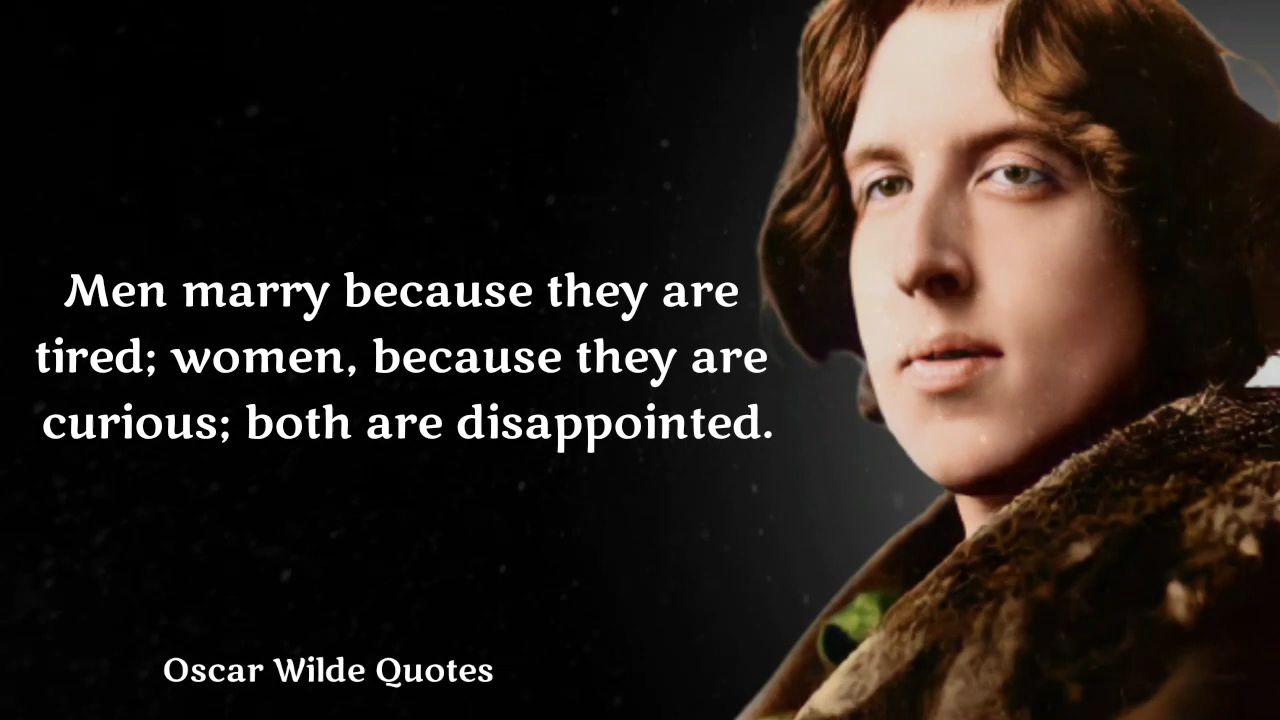 Men marry because they are
tired; women, because they are
curious; both are disappointed.
Oscar Wilde Quotes